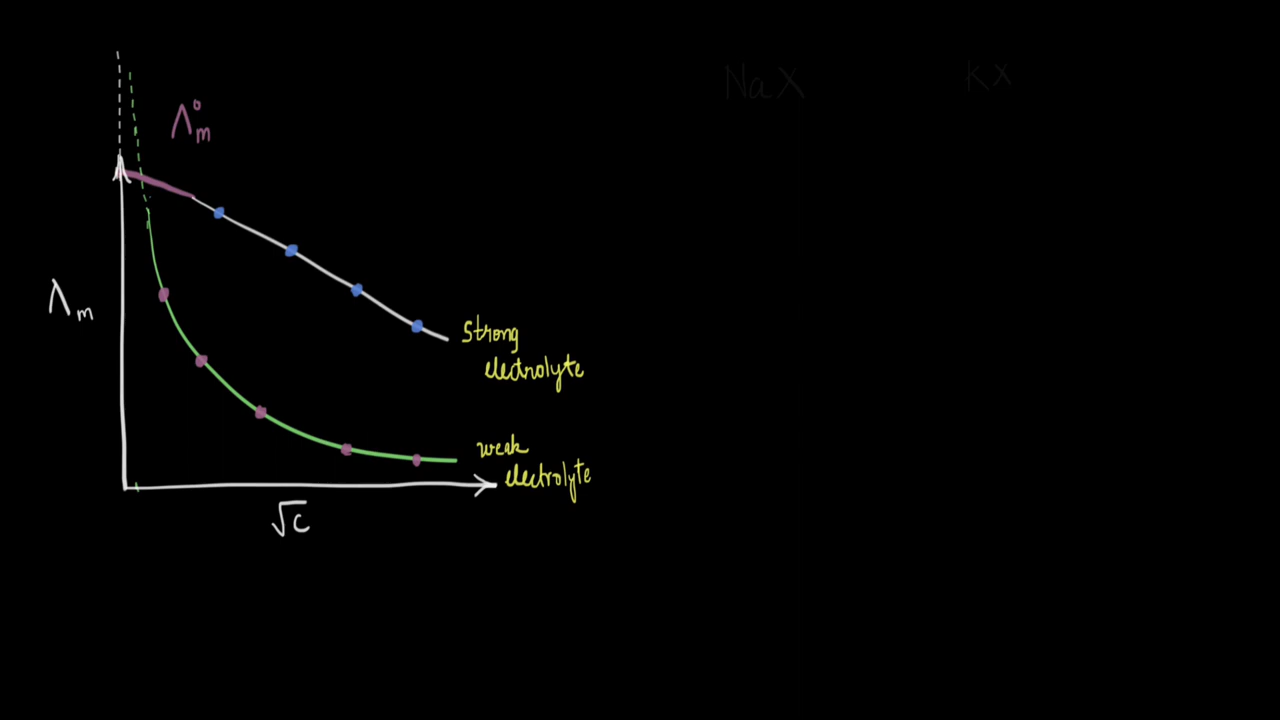 NaX
KX
Λ°m
Λm
Strong
electrolyte
weak
electrolyte
√c